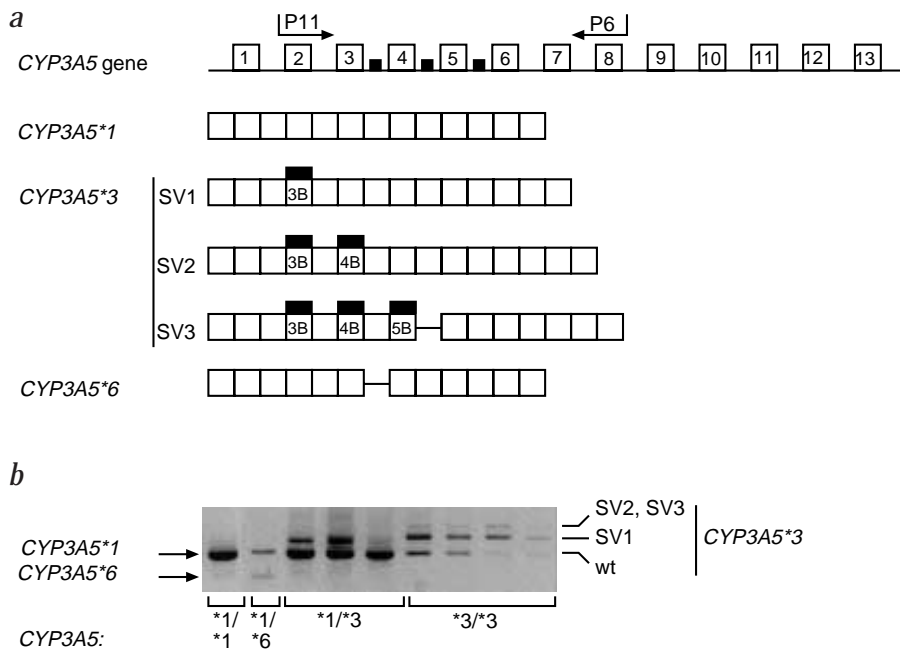 a
P11 P6
CYP3A5 gene 1 2 3 4 5 6 7 8 9 10 11 12 13
CYP3A5*1
CYP3A5*3 SV1 3B
SV2 3B 4B
SV3 3B 4B 5B
CYP3A5*6
b
SV2, SV3
CYP3A5*1 SV1 CYP3A5*3
CYP3A5*6 wt
*1/ *1/ *1/*3 *3/*3
CYP3A5: *1 *6